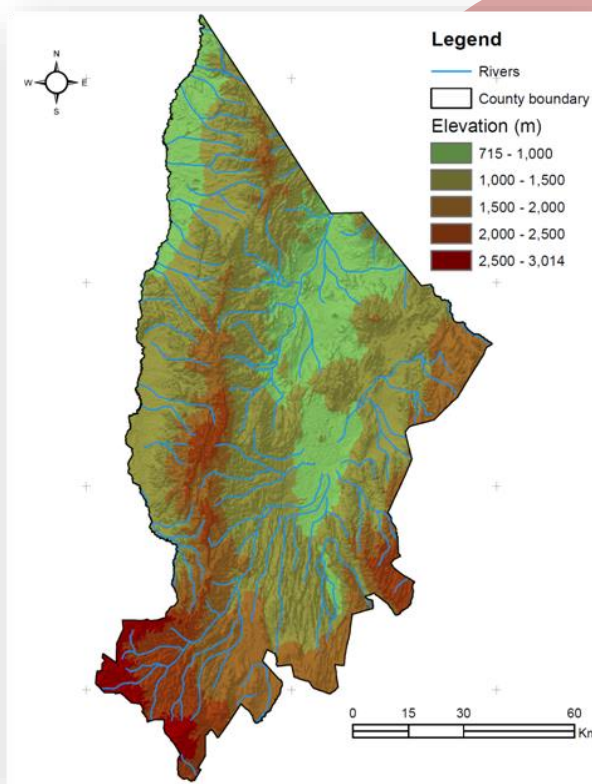 N
W E
S
Legend
Rivers
County boundary
Elevation (m)
715 - 1,000
1,000 - 1,500
1,500 - 2,000
2,000 - 2,500
2,500 - 3,014
0 15 30 60
Km